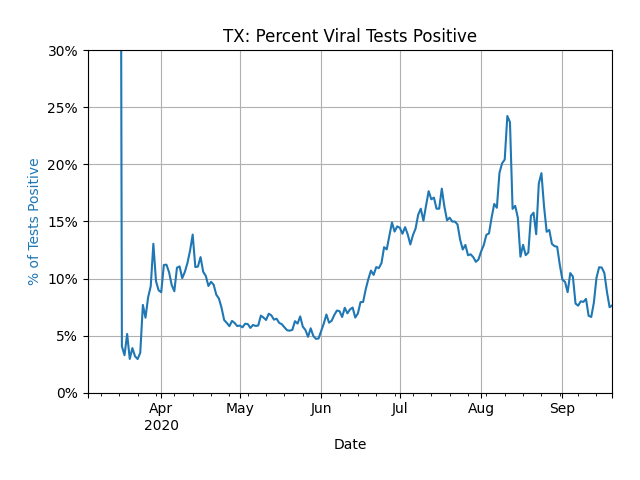 TX: Percent Viral Tests Positive
30%
25%
20%
15%
10%
5%
0%
% of Tests Positive
Apr
2020
May
Jun
Jul
Aug
Sep
Date